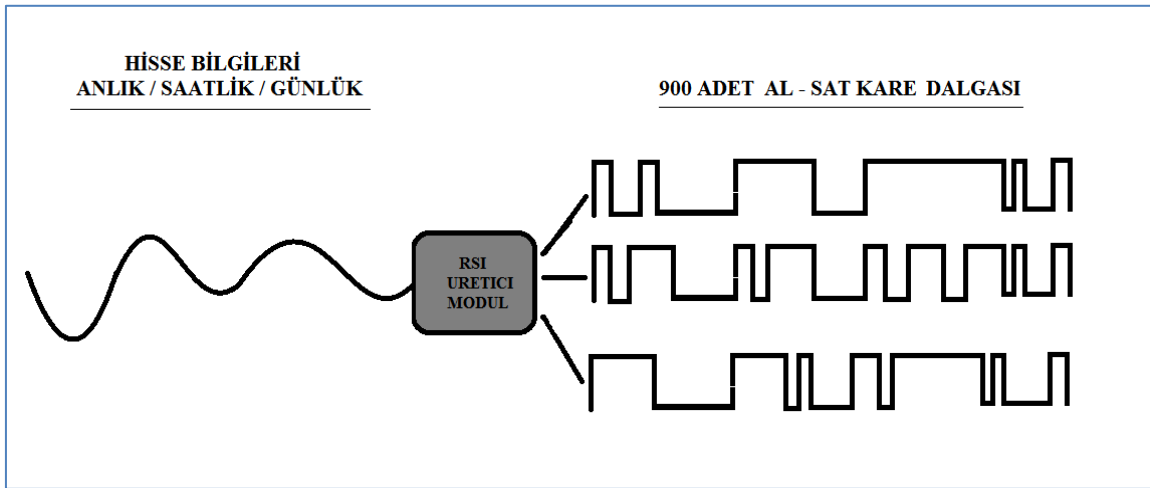 HİSSE BİLGİLERİ
ANLIK / SAATLİK / GÜNLÜK
900 ADET AL - SAT KARE DALGASI
RSI
URETICI
MODUL